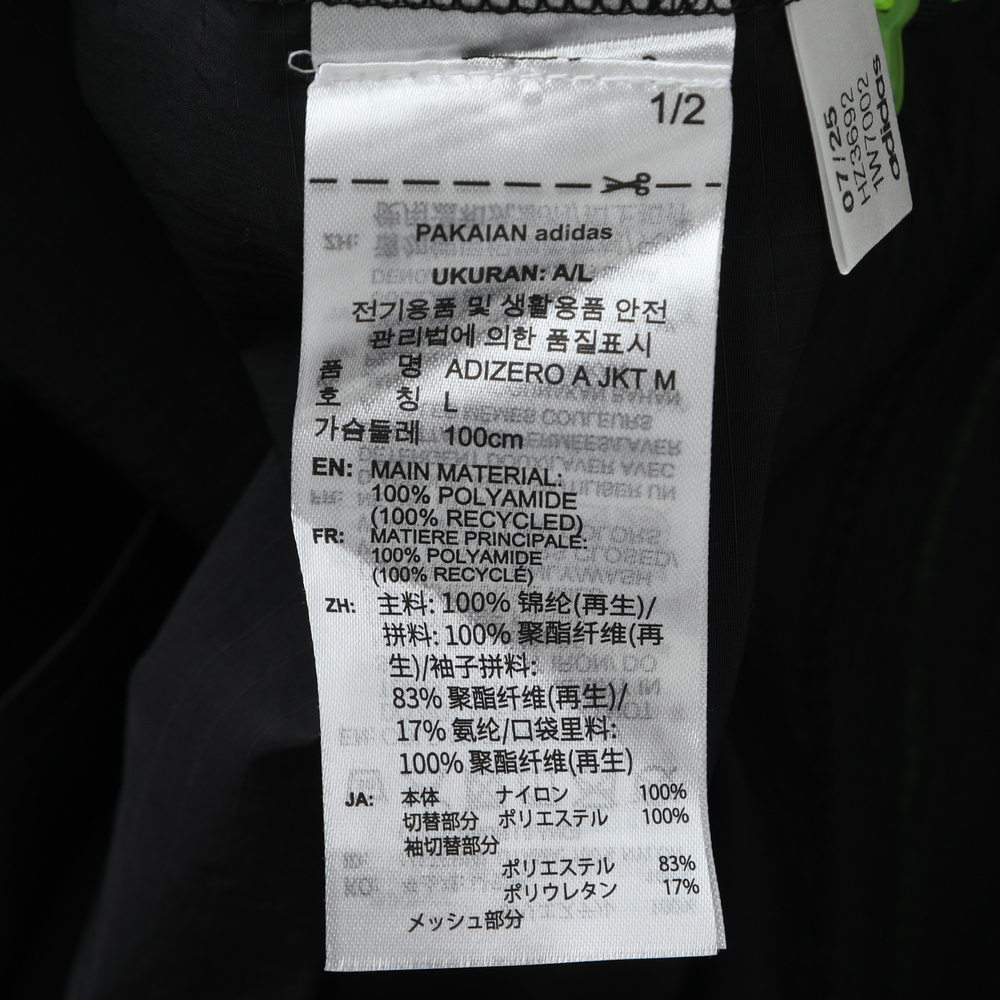 1/2
PAKAIAN adidas
UKURAN: A/L
전기용품 및 생활용품 안전
관리법에 의한 품질표시
품 명 ADIZERO A JKT M
호 칭 L
가슴둘레 100cm
EN: MAIN MATERIAL:
100% POLYAMIDE
(100% RECYCLED)
FR: MATIERE PRINCIPALE:
100% POLYAMIDE
(100% RECYCLÉ)
ZH: 主料: 100% 锦纶(再生)/
拼料: 100% 聚酯纤维(再
生)/袖子拼料:
83% 聚酯纤维(再生)/
17% 氨纶/口袋里料:
100% 聚酯纤维(再生)
JA: 本体 ナイロン 100%
切替部分 ポリエステル 100%
袖切替部分
ポリエステル 83%
ポリウレタン 17%
メッシュ部分
07/25
HZ3692
1W7002
adidas